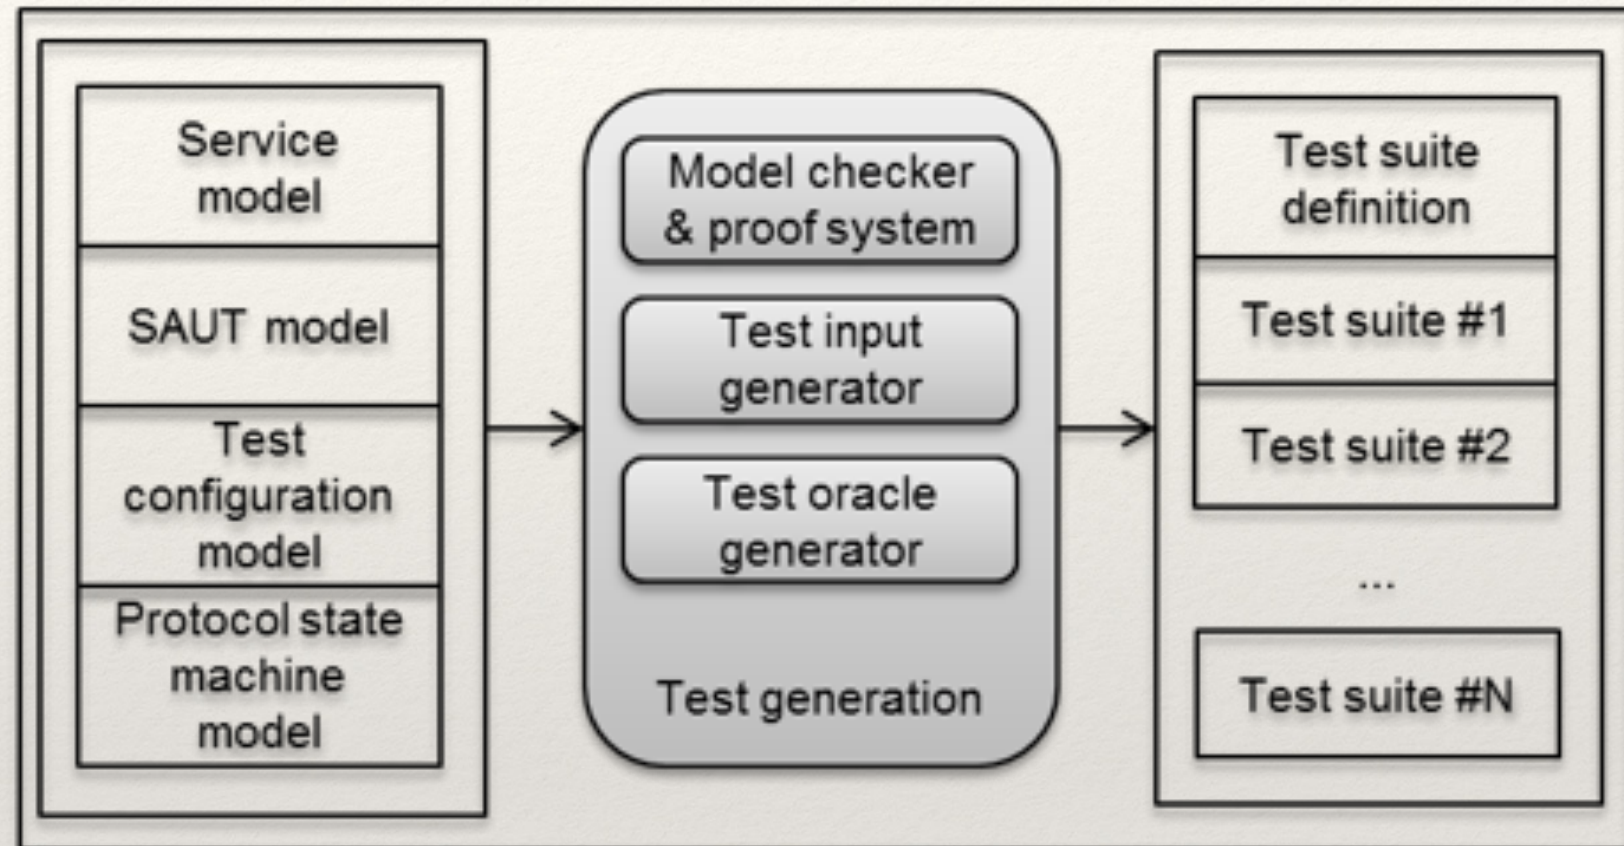 Service
model
SAUT model
Test
configuration
model
Protocol state
machine
model
Model checker
& proof system
Test input
generator
Test oracle
generator
Test generation
Test suite
definition
Test suite #1
Test suite #2
...
Test suite #N